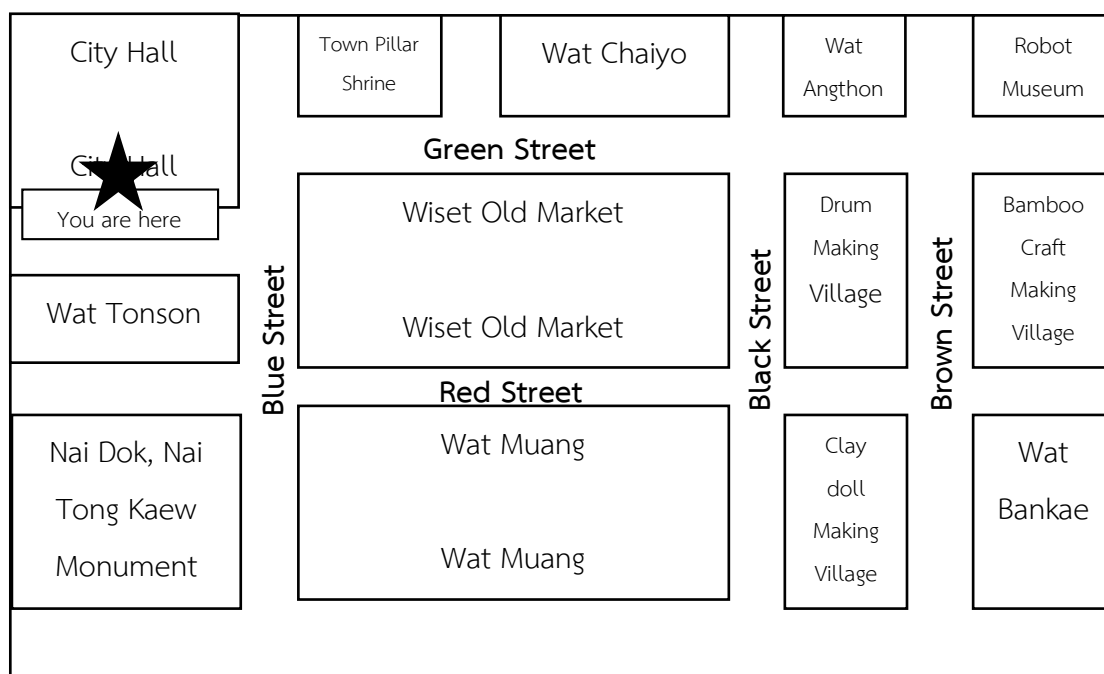 City Hall
City Hall
You are here
Town Pillar
Shrine
Wat Chaiyo
Wat
Angthon
Robot
Museum
Green Street
Wat Tonson
Blue Street
Wiset Old Market
Wiset Old Market
Black Street
Drum
Making
Village
Brown Street
Bamboo
Craft
Making
Village
Red Street
Nai Dok, Nai
Tong Kaew
Monument
Wat Muang
Wat Muang
Clay
doll
Making
Village
Wat
Bankae